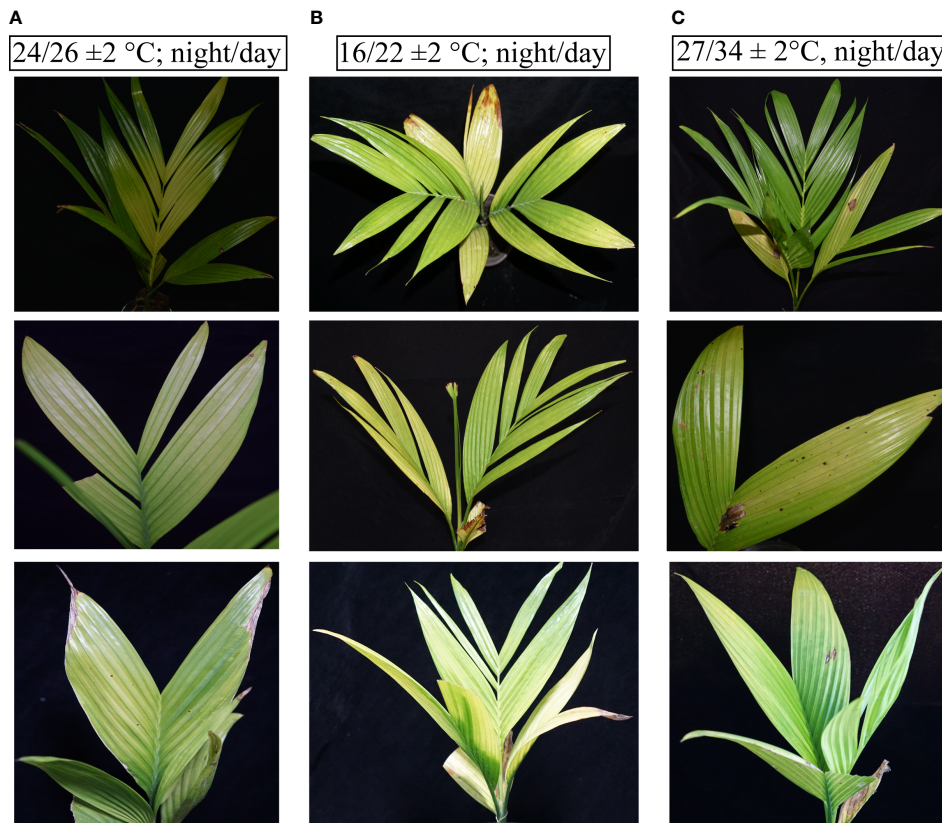 A
24/26 ±2 °C; night/day
B
16/22 ±2 °C; night/day
C
27/34 ± 2°C, night/day